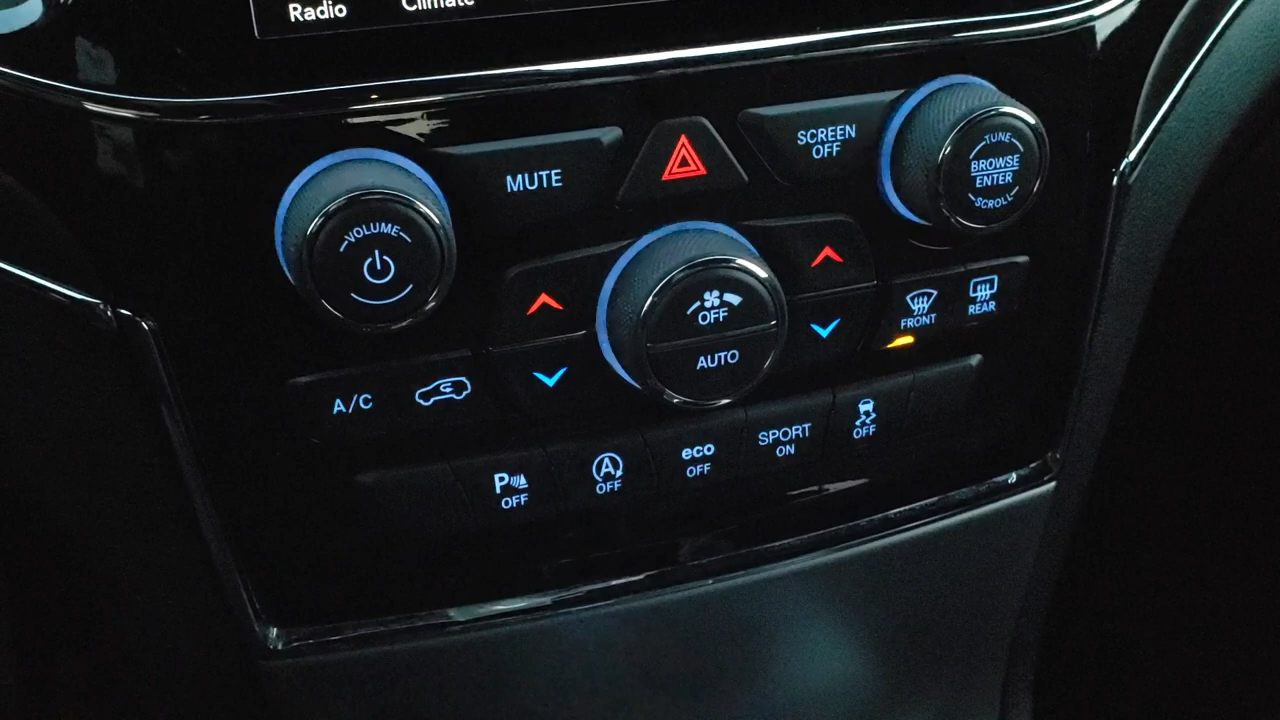 Radio
Climate
MUTE
SCREEN
OFF
TUNE
BROWSE
ENTER
SCROLL
VOLUME
OFF
AUTO
FRONT
REAR
A/C
P
OFF
A
OFF
eco
OFF
SPORT
ON
OFF